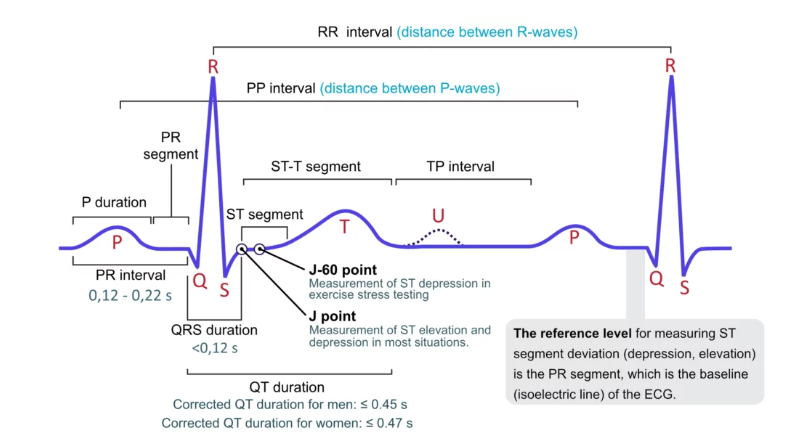 RR interval (distance between R-waves)
R
R
PP interval (distance between P-waves)
PR
segment
ST-T segment
TP interval
P duration
ST segment
P
T
U
P
PR interval
0,12 - 0,22 s
Q
S
J-60 point
Measurement of ST depression in
exercise stress testing
Q
S
J point
Measurement of ST elevation and
depression in most situations.
QRS duration
<0,12 s
The reference level for measuring ST
segment deviation (depression, elevation)
is the PR segment, which is the baseline
(isoelectric line) of the ECG.
QT duration
Corrected QT duration for men: ≤ 0.45 s
Corrected QT duration for women: ≤ 0.47 s